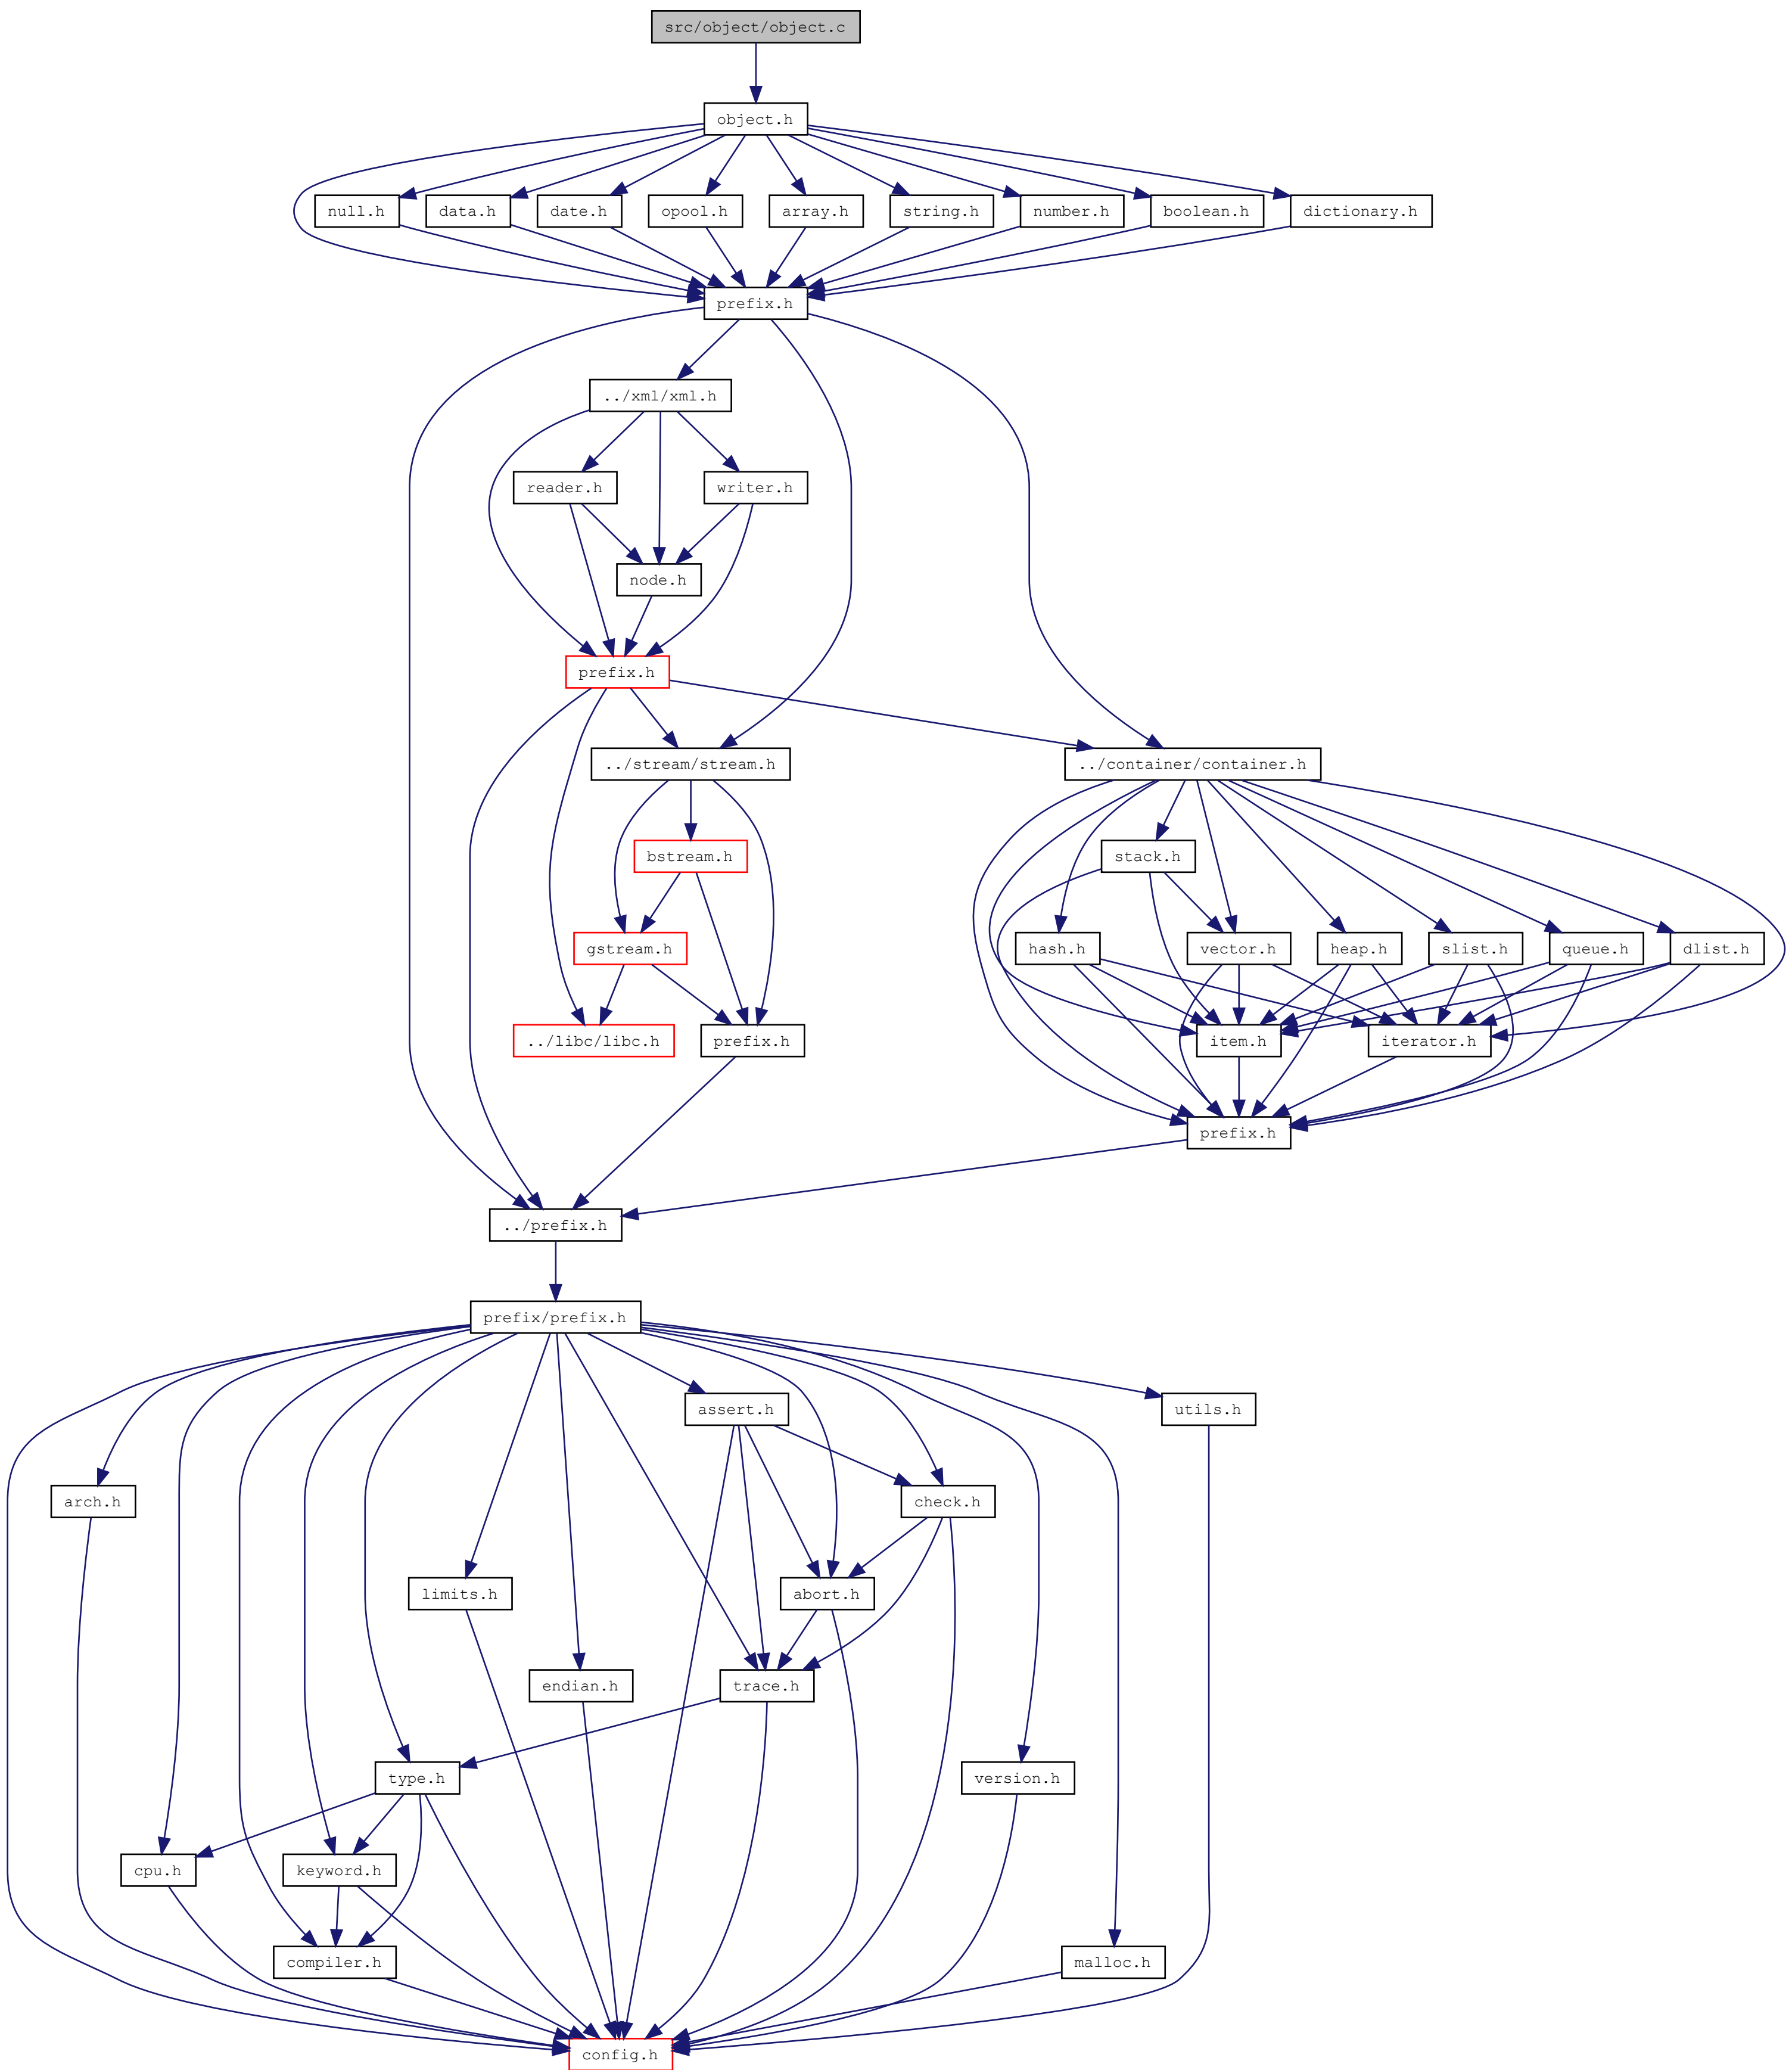 src/object/object.c
object.h
null.h
data.h
date.h
opool.h
array.h
string.h
number.h
boolean.h
dictionary.h
prefix.h
../xml/xml.h
reader.h
writer.h
node.h
prefix.h
../stream/stream.h
../container/container.h
bstream.h
stack.h
gstream.h
hash.h
vector.h
heap.h
slist.h
queue.h
dlist.h
../libc/libc.h
prefix.h
item.h
iterator.h
prefix.h
../prefix.h
prefix/prefix.h
assert.h
utils.h
arch.h
check.h
limits.h
abort.h
endian.h
trace.h
type.h
version.h
cpu.h
keyword.h
compiler.h
malloc.h
config.h